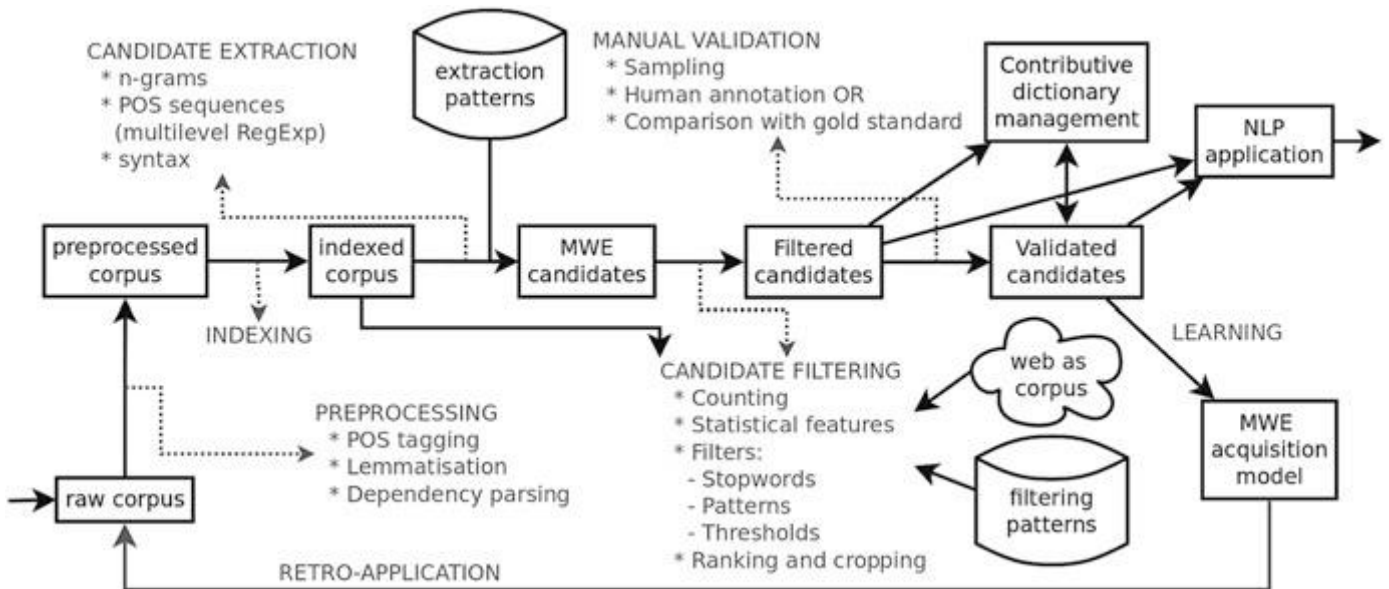 CANDIDATE EXTRACTION
* n-grams
* POS sequences
(multilevel RegExp)
* syntax
extraction
patterns
MANUAL VALIDATION
* Sampling
* Human annotation OR
* Comparison with gold standard
Contributive
dictionary
management
NLP
application
preprocessed
corpus
indexed
corpus
MWE
candidates
Filtered
candidates
Validated
candidates
INDEXING
LEARNING
PREPROCESSING
* POS tagging
* Lemmatisation
* Dependency parsing
raw corpus
CANDIDATE FILTERING
* Counting
* Statistical features
* Filters:
- Stopwords
- Patterns
- Thresholds
* Ranking and cropping
web as
corpus
filtering
patterns
MWE
acquisition
model
RETRO-APPLICATION